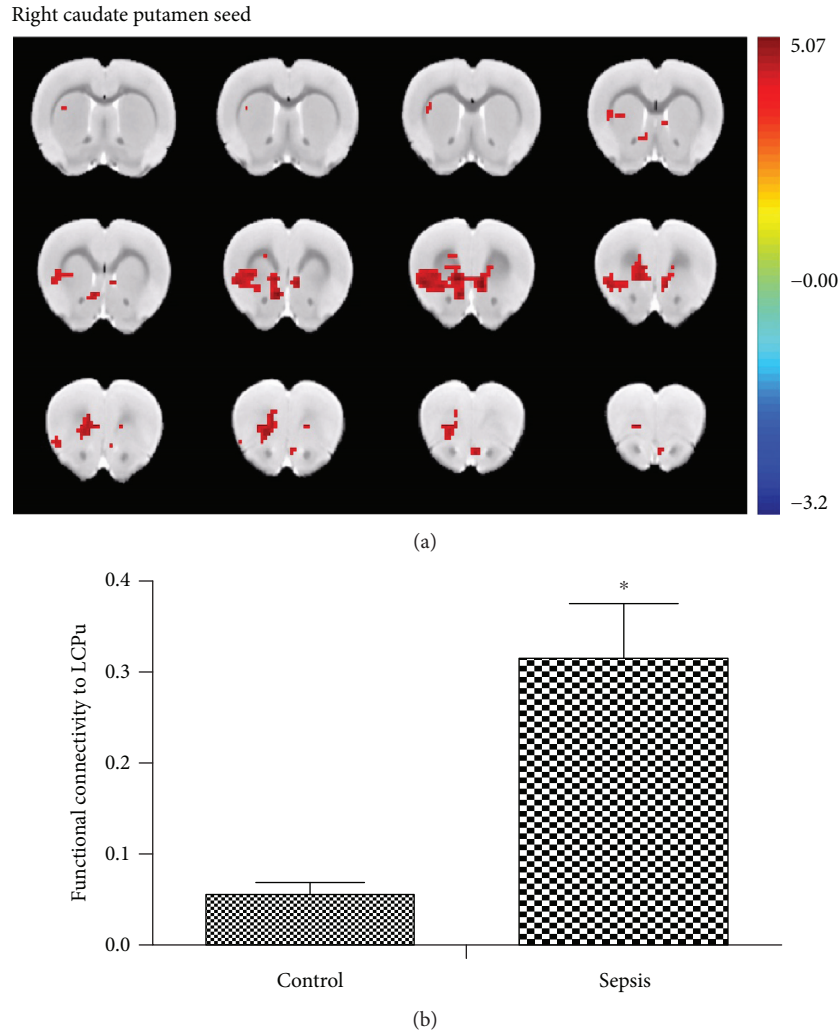 Right caudate putamen seed
5.07
−0.00
−3.2
(a)
0.4
*
0.3
0.2
0.1
0.0
Functional connectivity to LCPu
Control
Sepsis
(b)